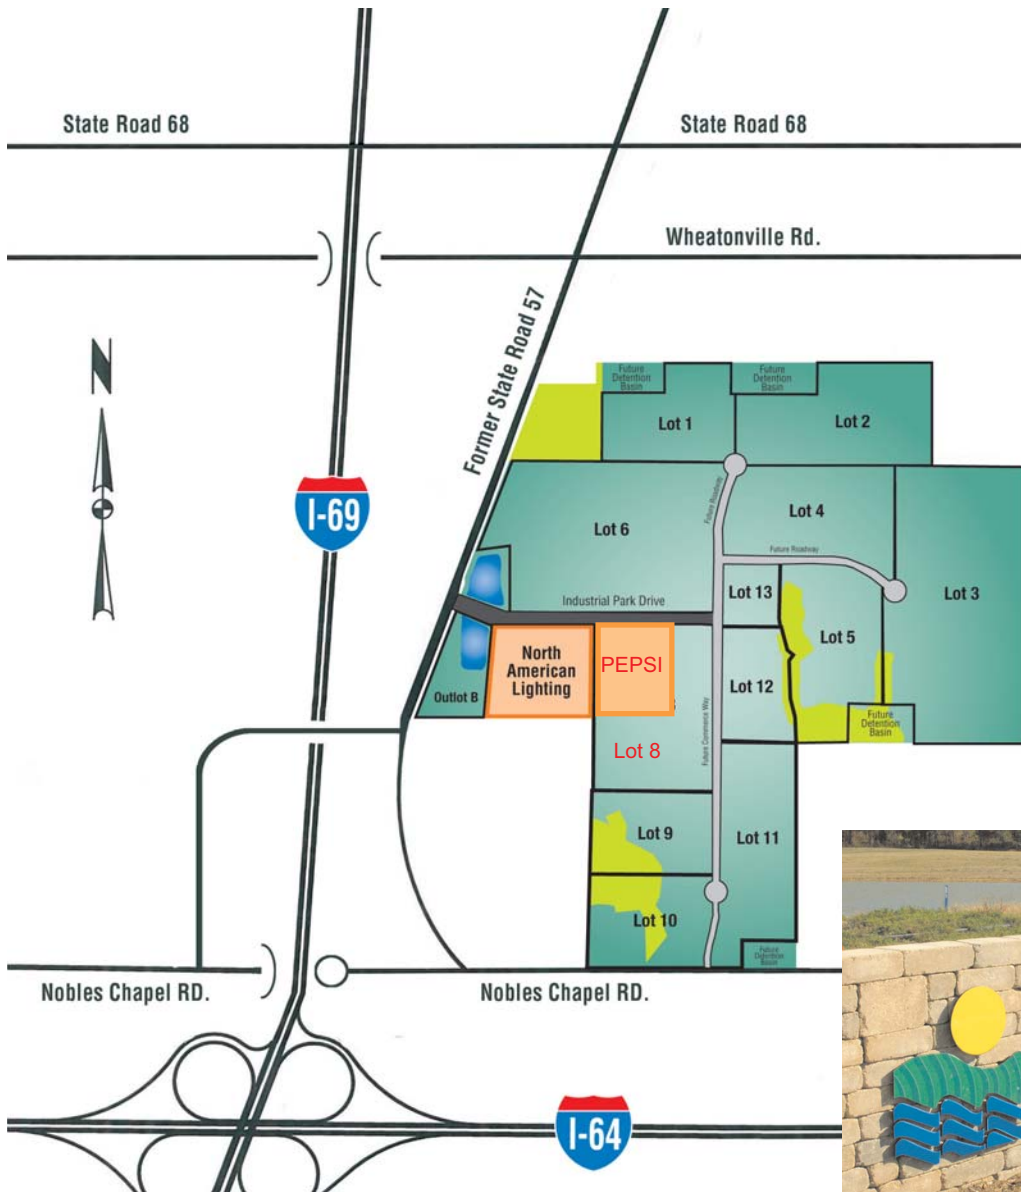 State Road 68
State Road 68
Wheatonville Rd.
N
Former State Road 57
Future
Detention
Basin
Future
Detention
Basin
Lot 1
Lot 2
I-69
Future Roadway
Lot 6
Lot 4
Future Roadway
Industrial Park Drive
Lot 13
Lot 3
Lot 5
North
American
Lighting
PEPSI
Outlot B
Lot 12
Future
Detention
Basin
Future Commerce Way
Lot 8
Lot 9
Lot 11
Lot 10
Future
Detention
Basin
Nobles Chapel RD.
Nobles Chapel RD.
I-64